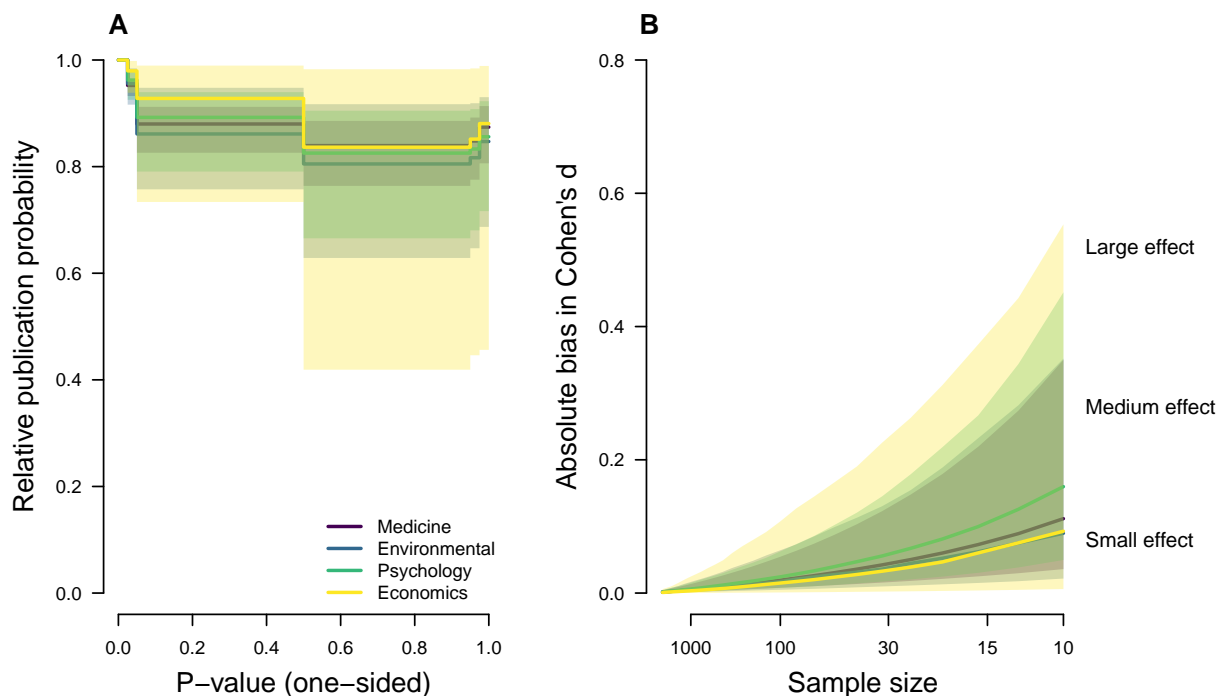 A
Relative publication probability
1.0
0.8
0.6
0.4
0.2
0.0
Medicine
Environmental
Psychology
Economics
0.0 0.2 0.4 0.6 0.8 1.0
P−value (one−sided)
B
Absolute bias in Cohen's d
0.8
0.6
0.4
0.2
0.0
Large effect
Medium effect
Small effect
1000 100 30 15 10
Sample size